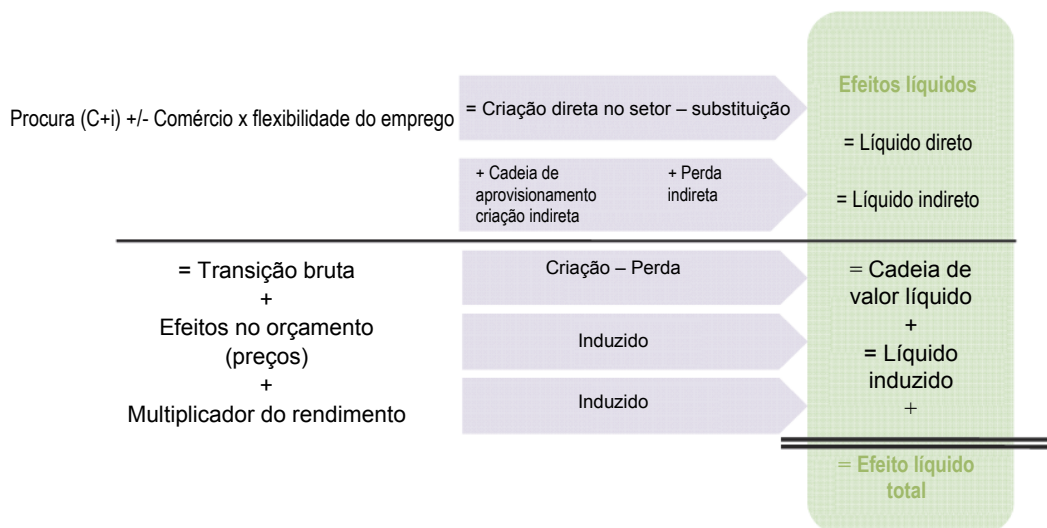 Efeitos líquidos
Procura (C+i) +/- Comércio x flexibilidade do emprego
= Criação direta no setor – substituição
= Líquido direto
+ Cadeia de
aprovisionamento
criação indireta
+ Perda
indireta
= Líquido indireto
= Transição bruta
+
Efeitos no orçamento
(preços)
+
Multiplicador do rendimento
Criação – Perda
Induzido
Induzido
= Cadeia de
valor líquido
+
= Líquido
induzido
+
= Efeito líquido
total